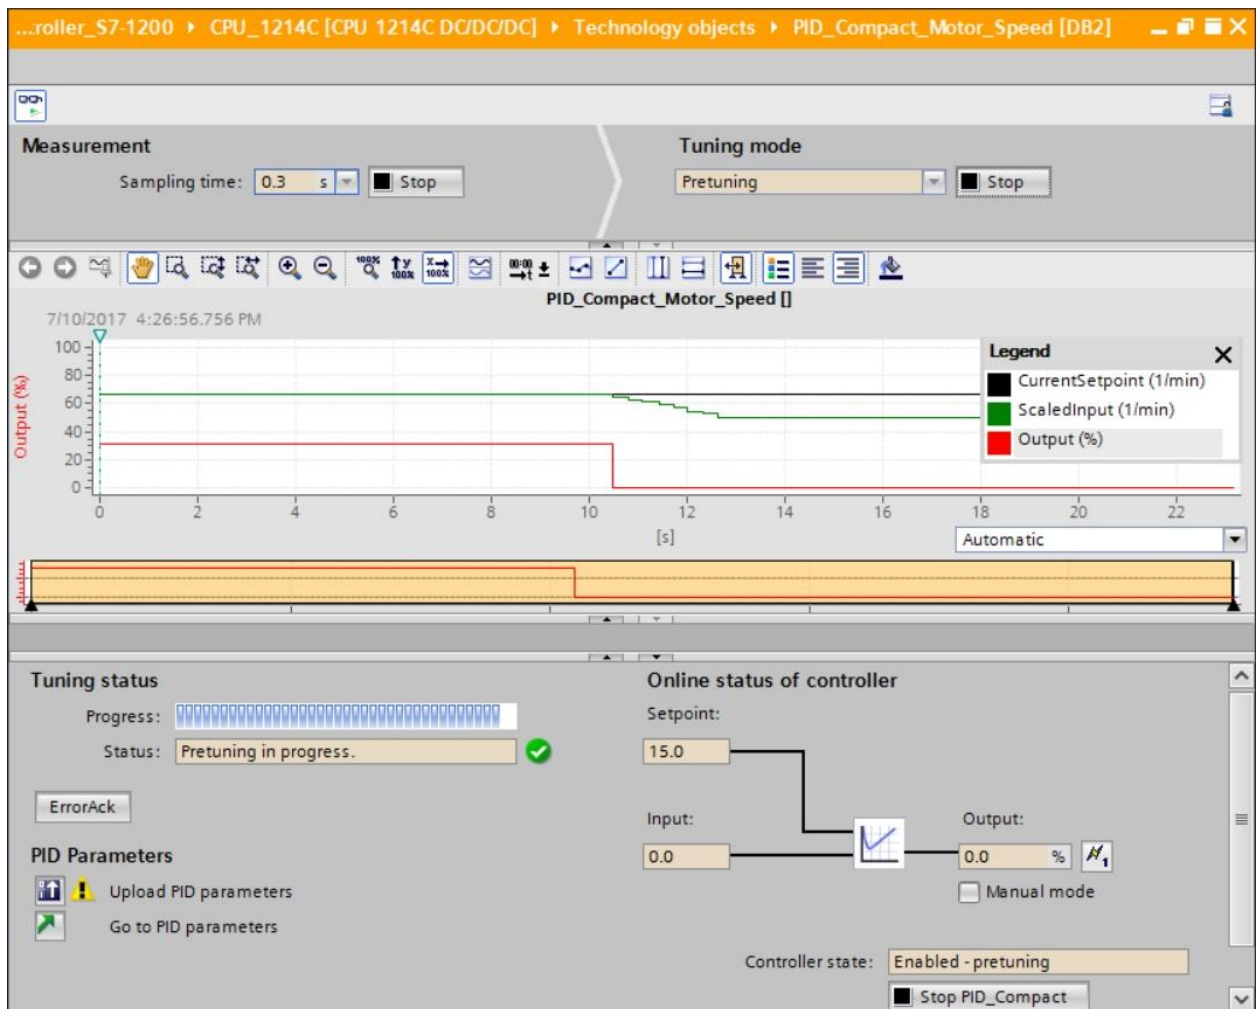 ...roller_S7-1200 ▸ CPU_1214C [CPU 1214C DC/DC/DC] ▸ Technology objects ▸ PID_Compact_Motor_Speed [DB2]
Measurement
Sampling time: 0.3 s Stop
Tuning mode
Pretuning Stop
100% 100% 100% 00:00
PID_Compact_Motor_Speed []
7/10/2017 4:26:56.756 PM
Output (%)
100
80
60
40
20
0
0 2 4 6 8 10 12 14 16 18 20 22
[s]
Legend
CurrentSetpoint (1/min)
ScaledInput (1/min)
Output (%)
Automatic
Tuning status
Progress:
Status: Pretuning in progress.
ErrorAck
PID Parameters
Upload PID parameters
Go to PID parameters
Online status of controller
Setpoint:
15.0
Input:
0.0
Output:
0.0 %
Manual mode
Controller state: Enabled - pretuning
Stop PID_Compact